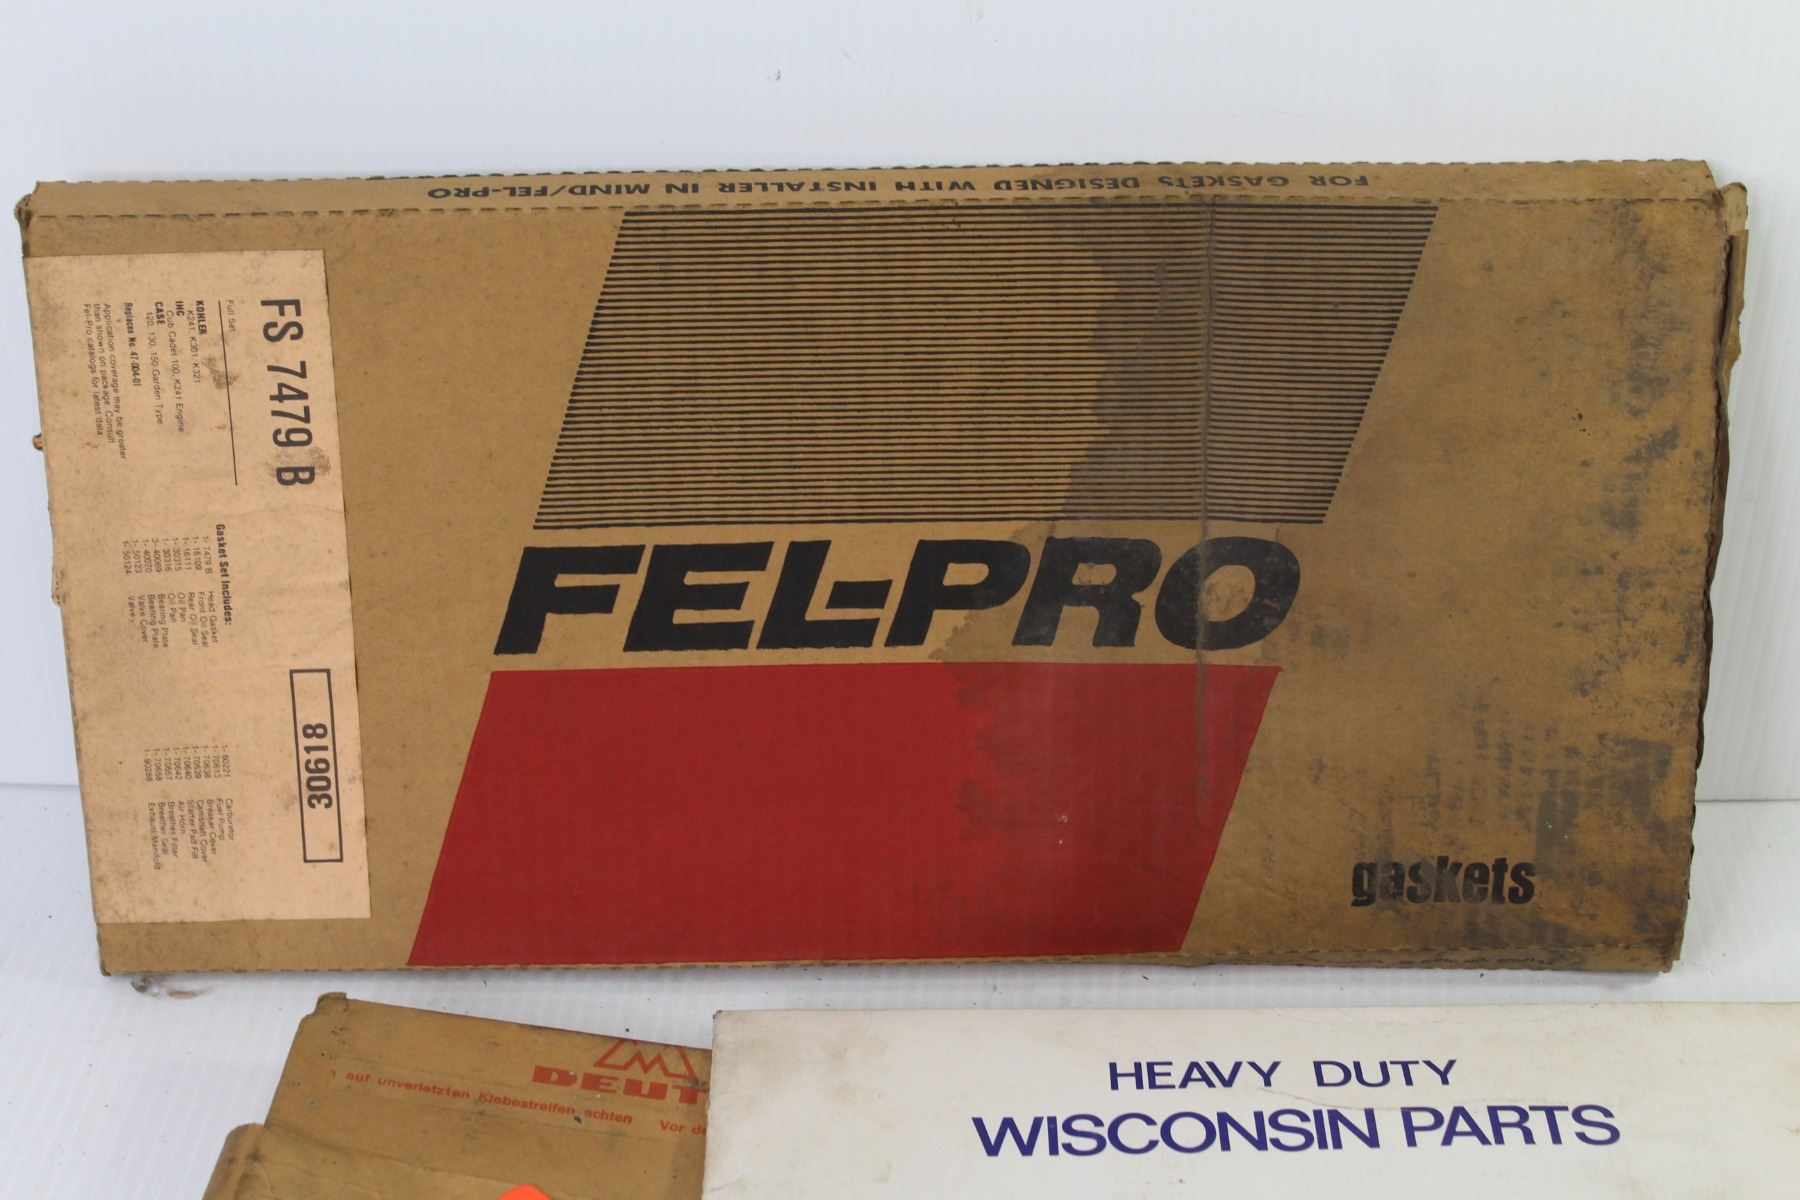 FOR GASKETS DESIGNED WITH INSTALLER IN MIND/FEL-PRO
FS 7479 B
Full Set
KOHLER
K241, K301, K321
IHC
Cub Cadet 100, K241 Engine
CASE
120, 130, 150 Garden Type
Replaces No. 47-004-01
Application coverage may be greater
than shown on package. Consult
Fel-Pro catalogs for latest data.
30618
Gasket Set Includes:
1- 7479 B Head Gasket
1- 16109 Front Oil Seal
1- 16111 Rear Oil Seal
1- 30315 Oil Pan
1- 30316 Oil Pan
3- 40069 Bearing Plate
1- 40070 Bearing Plate
1- 50123 Valve Cover
1- 50124 Valve
1- 60221 Carburetor
1- 70613 Fuel Pump
1- 70638 Breaker Cover
1- 70639 Camshaft Cover
1- 70640 Starter Pad Fill
1- 70642 Air Horn
1- 70657 Breather Filter
1- 70658 Breather Seal
1- 90288 Exhaust Manifold
FEL-PRO
gaskets
DEUT
auf unverletzten Klebestreifen achten Vor
HEAVY DUTY
WISCONSIN PARTS